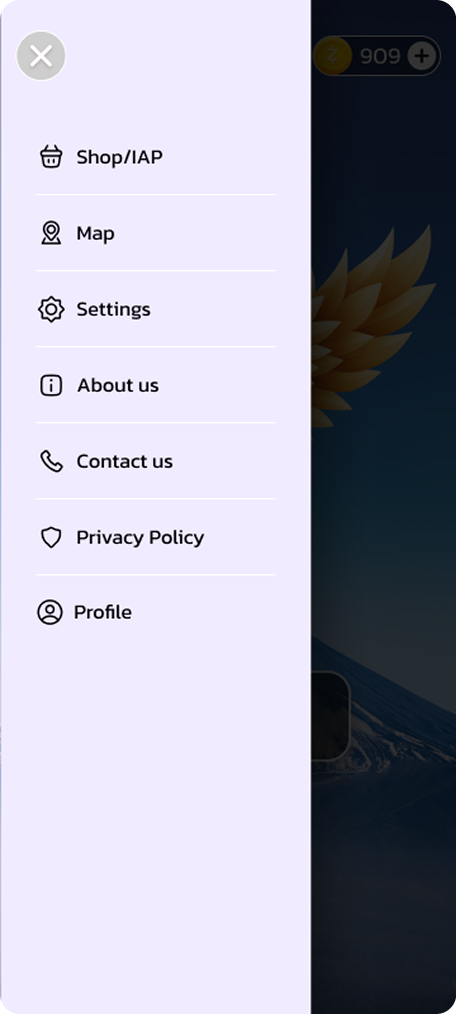 909
Shop/IAP
Map
Settings
About us
Contact us
Privacy Policy
Profile